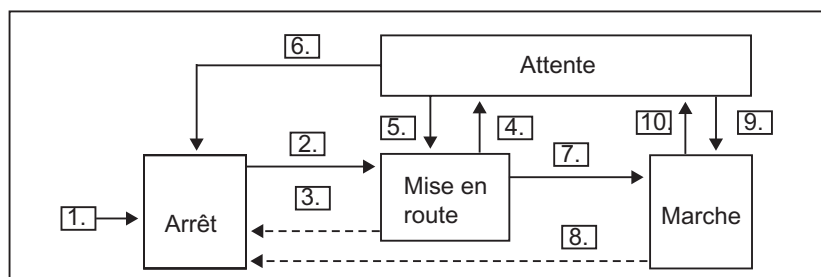 6.
Attente
5.
4.
10.
9.
2.
7.
3.
Mise en
route
1.
Arrêt
Marche
8.